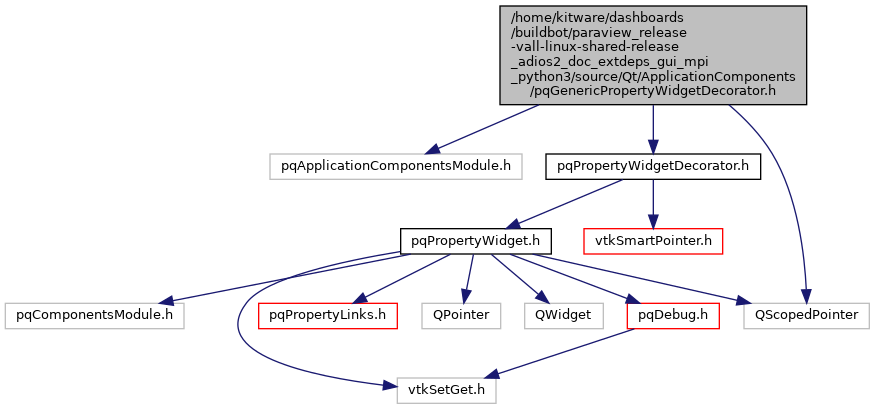 /home/kitware/dashboards
/buildbot/paraview_release
-vall-linux-shared-release
_adios2_doc_extdeps_gui_mpi
_python3/source/Qt/ApplicationComponents
/pqGenericPropertyWidgetDecorator.h
pqApplicationComponentsModule.h
pqPropertyWidgetDecorator.h
pqPropertyWidget.h
vtkSmartPointer.h
pqComponentsModule.h
pqPropertyLinks.h
QPointer
QWidget
pqDebug.h
QScopedPointer
vtkSetGet.h